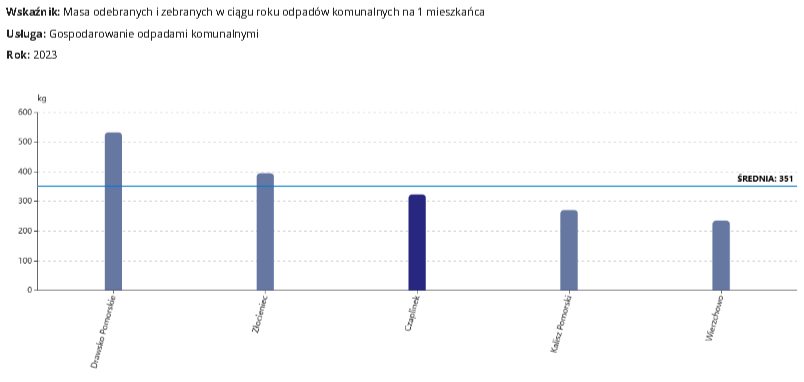 Wskaźnik: Masa odebranych i zebranych w ciągu roku odpadów komunalnych na 1 mieszkańca
Usługa: Gospodarowanie odpadami komunalnymi
Rok: 2023
kg
600
500
400
ŚREDNIA: 351
300
200
100
0
Drawsko Pomorskie
Złocieniec
Czaplinek
Kalisz Pomorski
Wierzchowo